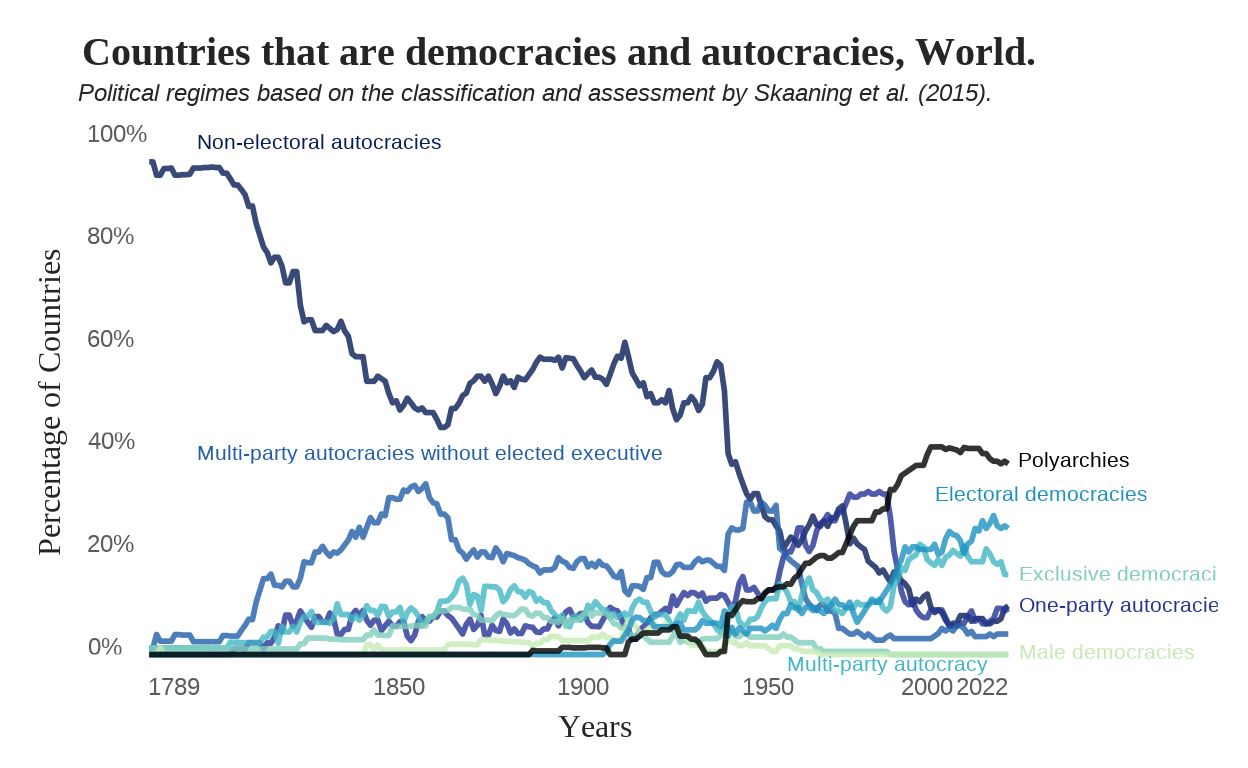 Countries that are democracies and autocracies, World.
Political regimes based on the classification and assessment by Skaaning et al. (2015).
100%
Non-electoral autocracies
80%
60%
40%
20%
0%
Percentage of Countries
Multi-party autocracies without elected executive
Polyarchies
Electoral democracies
Exclusive democraci
One-party autocracie
Male democracies
Multi-party autocracy
1789
1850
1900
1950
2000
2022
Years